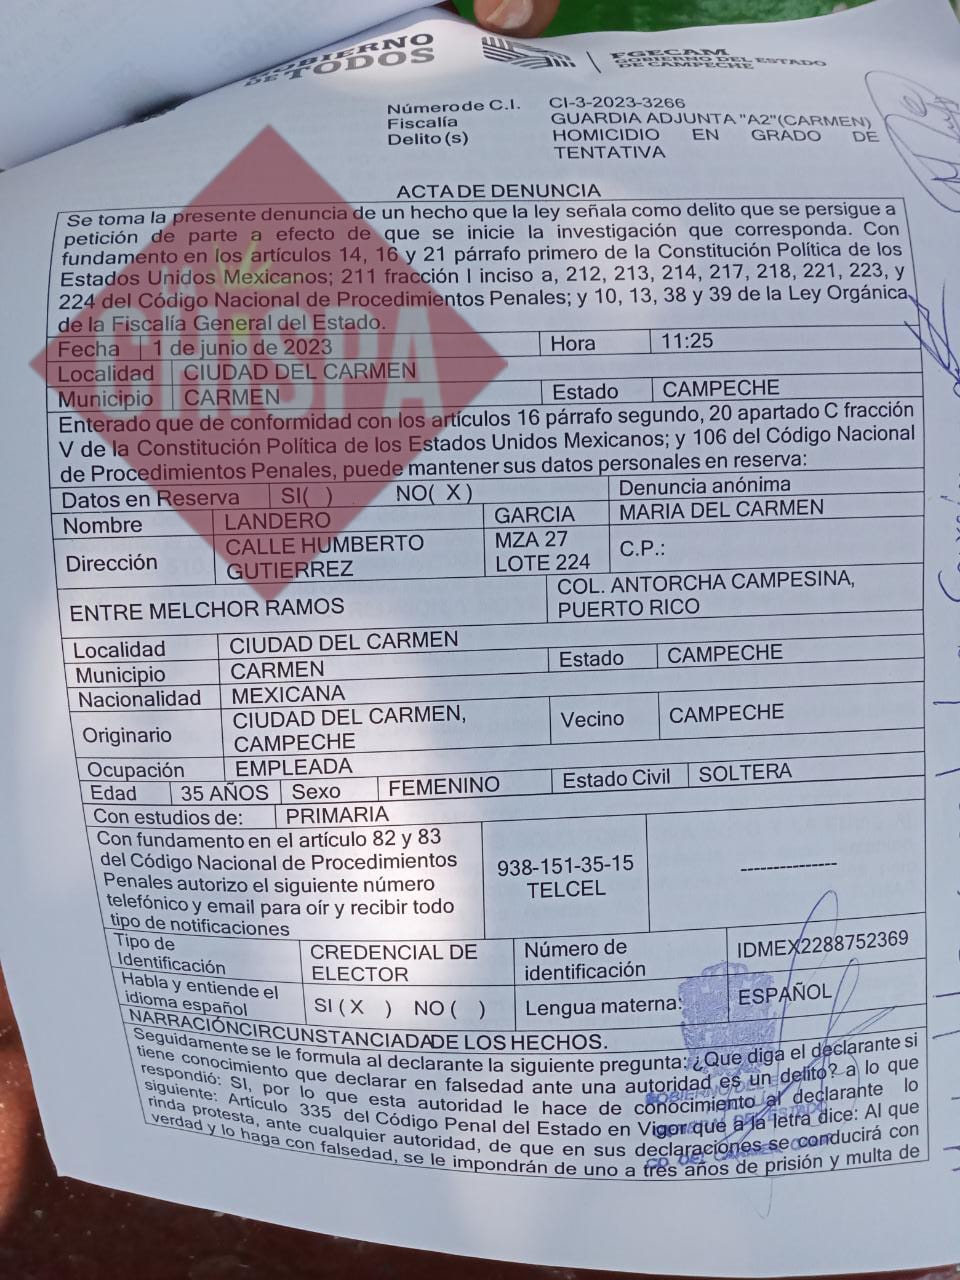 GOBIERNO
DE TODOS
FGECAM
GOBIERNO DEL ESTADO
DE CAMPECHE
Número de C.I. CI-3-2023-3266
Fiscalía GUARDIA ADJUNTA "A2"(CARMEN)
Delito(s) HOMICIDIO EN GRADO DE
TENTATIVA
ACTA DE DENUNCIA
Se toma la presente denuncia de un hecho que la ley señala como delito que se persigue a
petición de parte a efecto de que se inicie la investigación que corresponda. Con
fundamento en los artículos 14, 16 y 21 párrafo primero de la Constitución Política de los
Estados Unidos Mexicanos; 211 fracción I inciso a, 212, 213, 214, 217, 218, 221, 223, y
224 del Código Nacional de Procedimientos Penales; y 10, 13, 38 y 39 de la Ley Orgánica
de la Fiscalía General del Estado.
CHISPA
Fecha 1 de junio de 2023 Hora 11:25
Localidad CIUDAD DEL CARMEN
Municipio CARMEN Estado CAMPECHE
Enterado que de conformidad con los artículos 16 párrafo segundo, 20 apartado C fracción
V de la Constitución Política de los Estados Unidos Mexicanos; y 106 del Código Nacional
de Procedimientos Penales, puede mantener sus datos personales en reserva:
Datos en Reserva SI( ) NO( X ) Denuncia anónima
Nombre LANDERO GARCIA MARIA DEL CARMEN
Dirección CALLE HUMBERTO GUTIERREZ MZA 27 LOTE 224 C.P.:
ENTRE MELCHOR RAMOS COL. ANTORCHA CAMPESINA, PUERTO RICO
Localidad CIUDAD DEL CARMEN
Municipio CARMEN Estado CAMPECHE
Nacionalidad MEXICANA
Originario CIUDAD DEL CARMEN, CAMPECHE Vecino CAMPECHE
Ocupación EMPLEADA
Edad 35 AÑOS Sexo FEMENINO Estado Civil SOLTERA
Con estudios de: PRIMARIA
Con fundamento en el artículo 82 y 83
del Código Nacional de Procedimientos
Penales autorizo el siguiente número
telefónico y email para oír y recibir todo
tipo de notificaciones
938-151-35-15
TELCEL
---------------
Tipo de Identificación CREDENCIAL DE ELECTOR Número de identificación IDMEX2288752369
Habla y entiende el idioma español SI ( X ) NO ( ) Lengua materna: ESPAÑOL
NARRACIÓNCIRCUNSTANCIADADE LOS HECHOS.
Seguidamente se le formula al declarante la siguiente pregunta: ¿Que diga el declarante si
tiene conocimiento que declarar en falsedad ante una autoridad es un delito? a lo que
respondió: SI, por lo que esta autoridad le hace de conocimiento al declarante lo
siguiente: Artículo 335 del Código Penal del Estado en Vigor que a la letra dice: Al que
rinda protesta, ante cualquier autoridad, de que en sus declaraciones se conducirá con
verdad y lo haga con falsedad, se le impondrán de uno a tres años de prisión y multa de